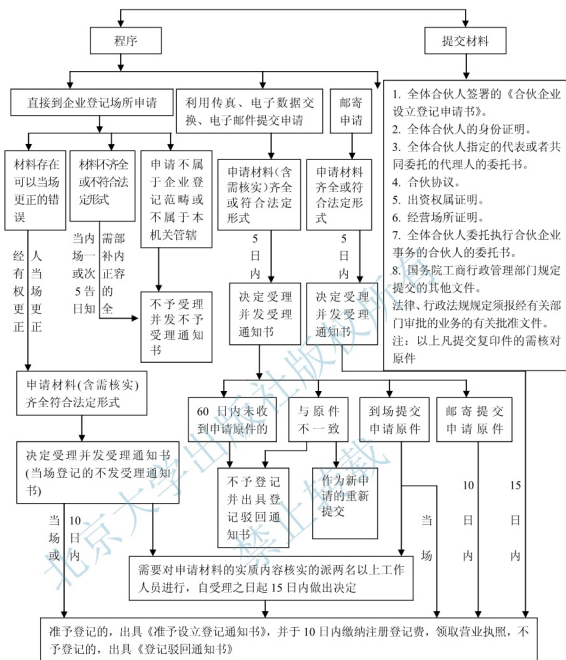 程序
提交材料
直接到企业登记场所申请
利用传真、电子数据交
换、电子邮件提交申请
邮寄
申请
材料存在
可以当场
更正的错
误
材料不齐全
或不符合法
定形式
申请不属
于企业登
记范畴或
不属于本
机关管辖
申请材料(含
需核实)齐全
或符合法定
形式
申请材料
齐全或符
合法定
形式
1. 全体合伙人签署的《合伙企业
设立登记申请书》。
2. 全体合伙人的身份证明。
3. 全体合伙人指定的代表或者共
同委托的代理人的委托书。
4. 合伙协议。
5. 出资权属证明。
6. 经营场所证明。
7. 全体合伙人委托执行合伙企业
事务的合伙人的委托书。
8. 国务院工商行政管理部门规定
提交的其他文件。
法律、行政法规规定须报经有关部
门审批的业务的有关批准文件。
注：以上凡提交复印件的需核对
原件
经有权更正
人当场更正
当场或5日
内一次告知
需补正的全
部内容
5日内
5日内
不予受理
并发不予
受理通知
书
决定受理
并发受理
通知书
决定受理
并发受理
通知书
申请材料(含需核实)
齐全符合法定形式
60 日内未收
到申请原件的
与原件
不一致
到场提交
申请原件
邮寄提交
申请原件
决定受理并发受理通知书
(当场登记的不发受理通知
书)
不予登记
并出具登
记驳回通
知书
作为新申
请的重新
提交
当场或
10日内
当场
10日内
15日内
需要对申请材料的实质内容核实的派两名以上工作
人员进行，自受理之日起 15 日内做出决定
准予登记的，出具《准予设立登记通知书》，并于 10 日内缴纳注册登记费，领取营业执照，不
予登记的，出具《登记驳回通知书》
北京大学出版社版权所有
禁止转载